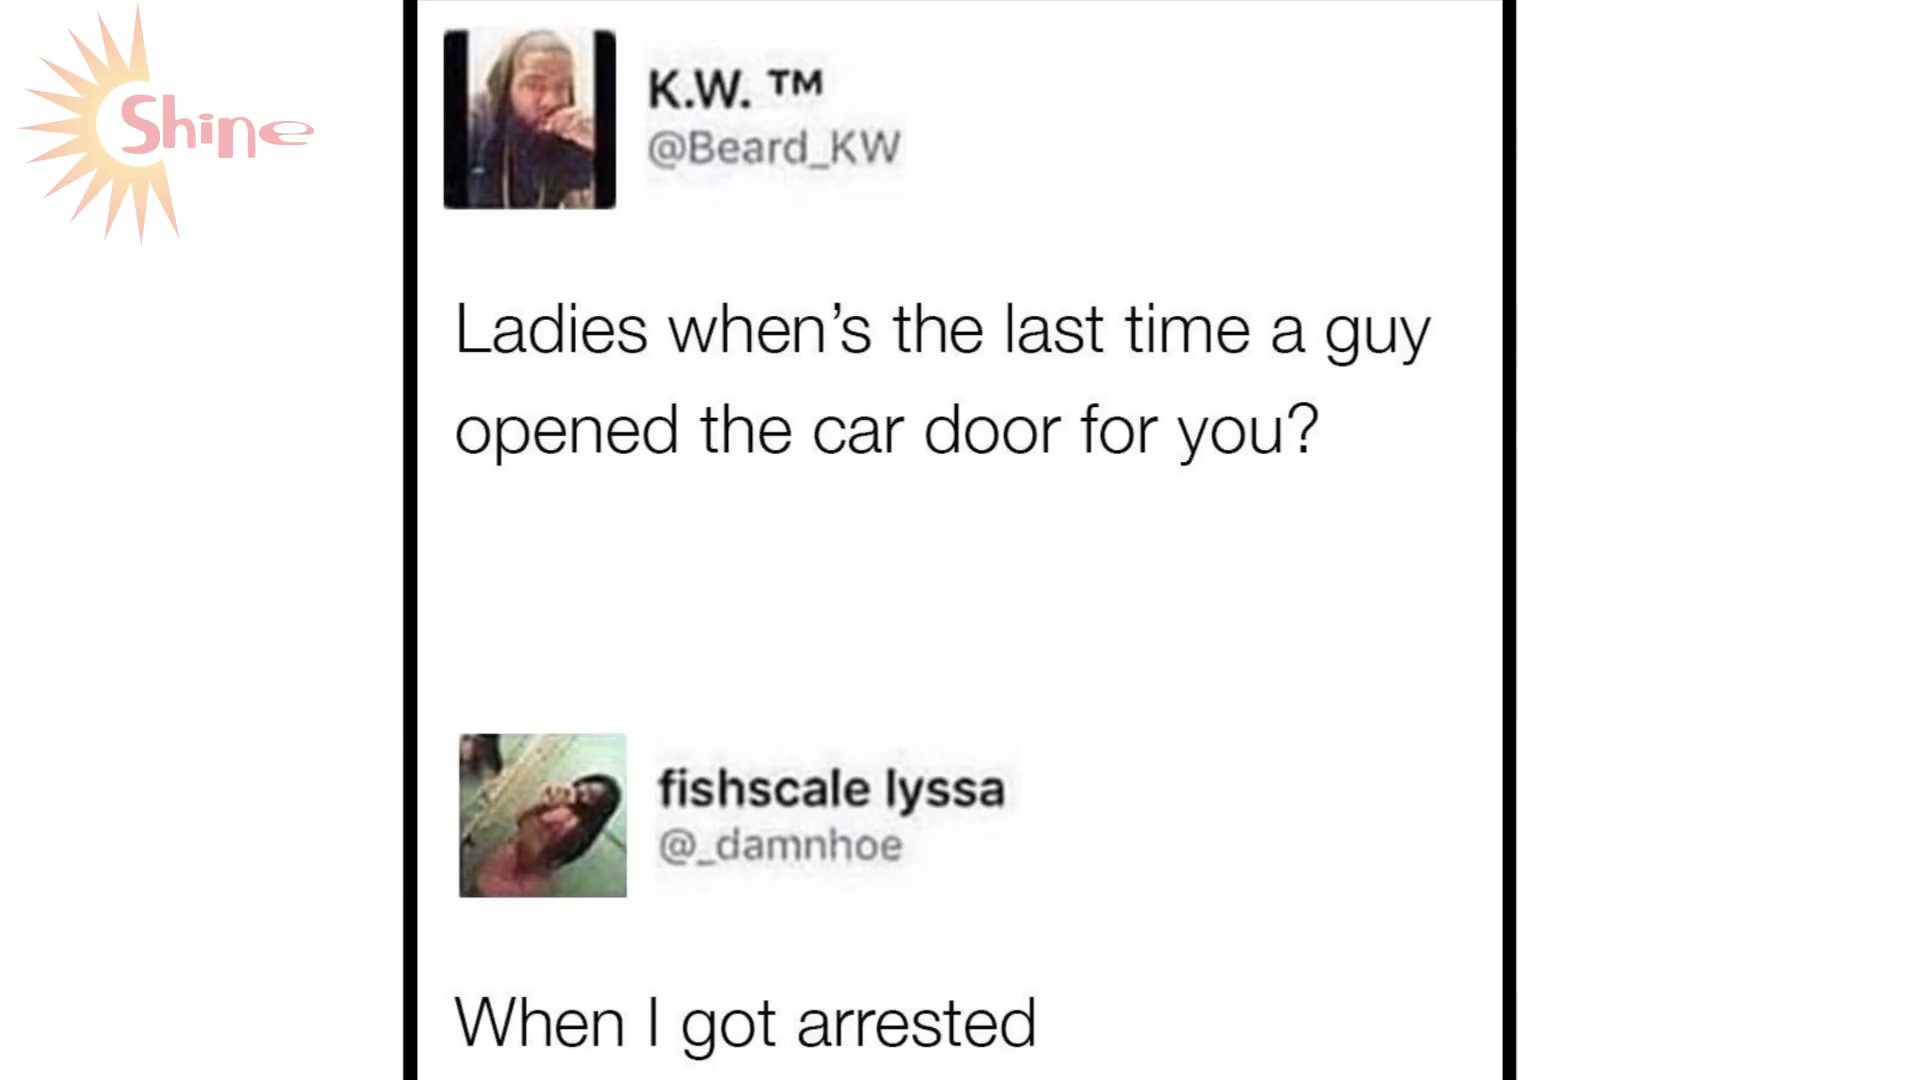 Shine
K.W. ™
@Beard_KW
Ladies when’s the last time a guy
opened the car door for you?
fishscale lyssa
@_damnhoe
When I got arrested